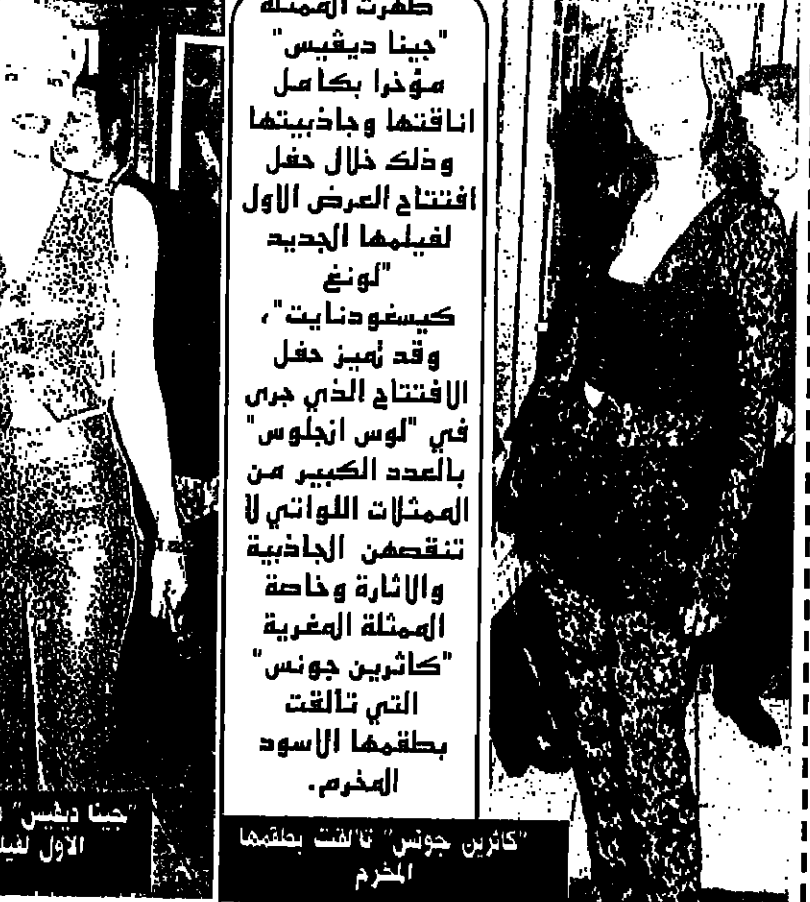 ظهرت الممثلة
"جينا ديڤيس"
مؤخرا بكامل
اناقتها وجاذبيتها
وذلك خلال حفل
افتتاح العرض الاول
لفيلمها الجديد
"لونغ
كيسغودنايت"،
وقد تميز حفل
الافتتاح الذي جرى
في "لوس انجلوس"
بالعدد الكبير من
الممثلات اللواتي لا
تنقصهن الجاذبية
والاثارة وخاصة
الممثلة المغرية
"كاثرين جونس"
التي تألقت
بطقمها الاسود
المخرم.
"كاثرين جونس" تألقت بطقمها
المخرم
"جينا ديفيس"
الاول